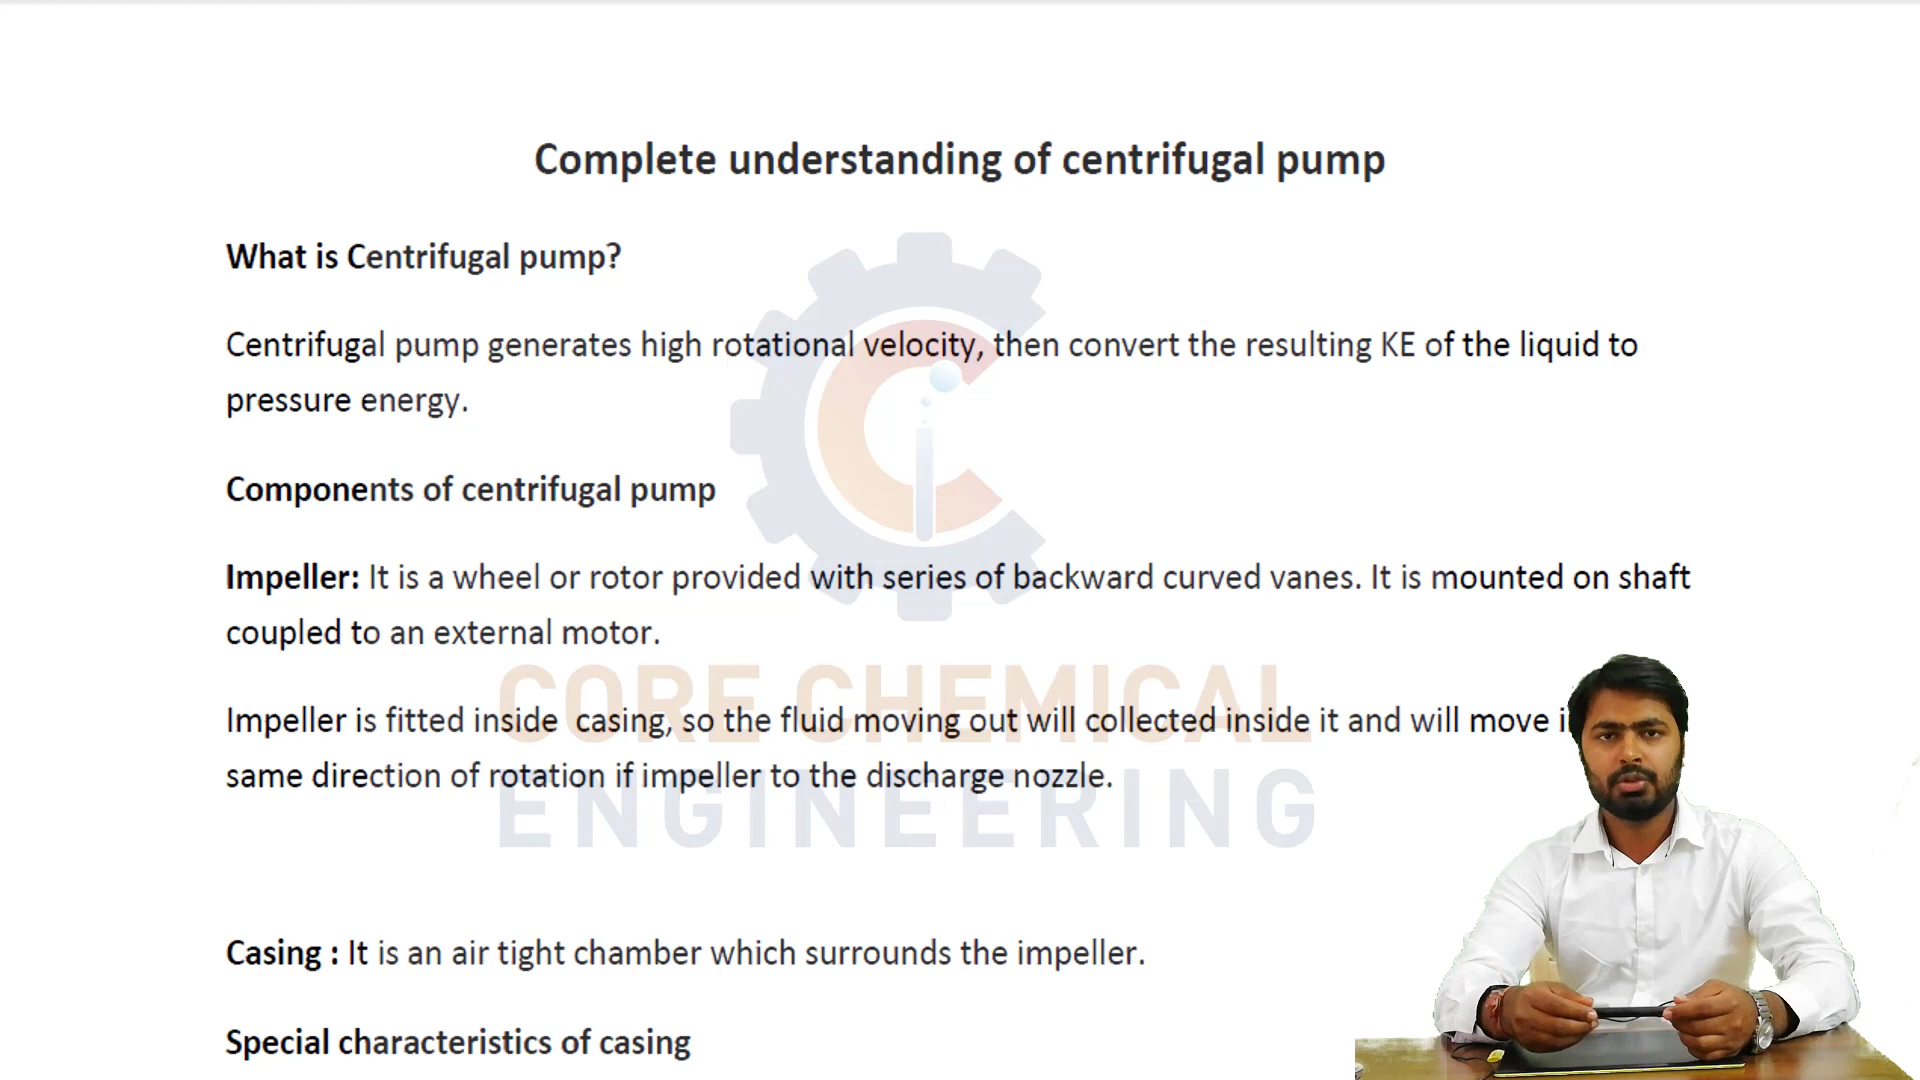 Complete understanding of centrifugal pump
What is Centrifugal pump?
Centrifugal pump generates high rotational velocity, then convert the resulting KE of the liquid to
pressure energy.
Components of centrifugal pump
Impeller: It is a wheel or rotor provided with series of backward curved vanes. It is mounted on shaft
coupled to an external motor.
CORE CHEMICAL
Impeller is fitted inside  casing, so the fluid moving out will collected inside it and will move
same direction of rotation if impeller to the discharge nozzle.
ENGINEERING
Casing : It is an air tight chamber which surrounds the impeller.
Special characteristics of casing